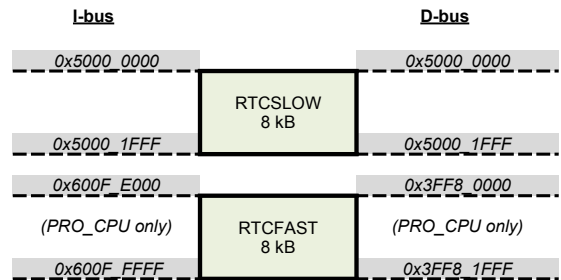 I-bus D-bus
0x5000_0000 0x5000_0000
RTCSLOW
8 kB
0x5000_1FFF 0x5000_1FFF
0x600F_E000 0x3FF8_0000
(PRO_CPU only) RTCFAST (PRO_CPU only)
8 kB
0x600F_FFFF 0x3FF8_1FFF